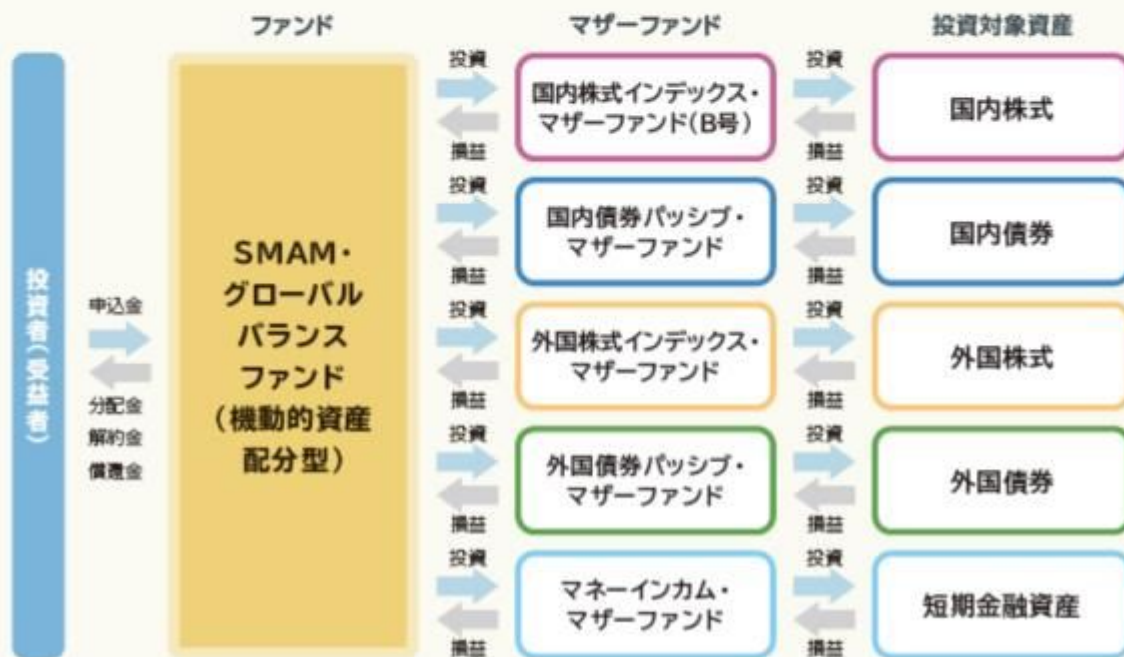 ファンド
マザーファンド
投資対象資産
投資者(受益者)
申込金
分配金
解約金
償還金
SMAM・
グローバル
バランス
ファンド
(機動的資産
配分型)
投資
損益
国内株式インデックス・
マザーファンド(B号)
投資
損益
国内株式
投資
損益
国内債券パッシブ・
マザーファンド
投資
損益
国内債券
投資
損益
外国株式インデックス・
マザーファンド
投資
損益
外国株式
投資
損益
外国債券パッシブ・
マザーファンド
投資
損益
外国債券
投資
損益
マネーインカム・
マザーファンド
投資
損益
短期金融資産